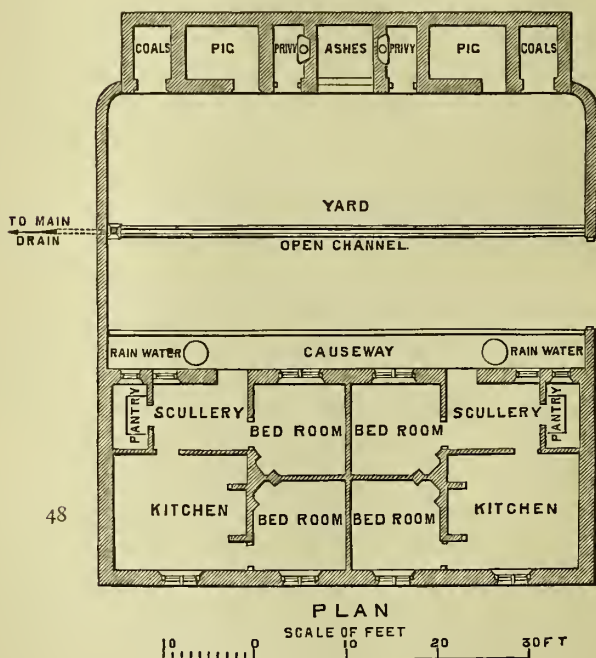 COALS PIG PRIVY ASHES PRIVY PIG COALS
YARD
TO MAIN
DRAIN
OPEN CHANNEL.
RAIN WATER CAUSEWAY RAIN WATER
PANTRY SCULLERY SCULLERY PANTRY
BED ROOM BED ROOM
KITCHEN KITCHEN
48
BED ROOM BED ROOM
PLAN
SCALE OF FEET
10 0 10 20 30 FT